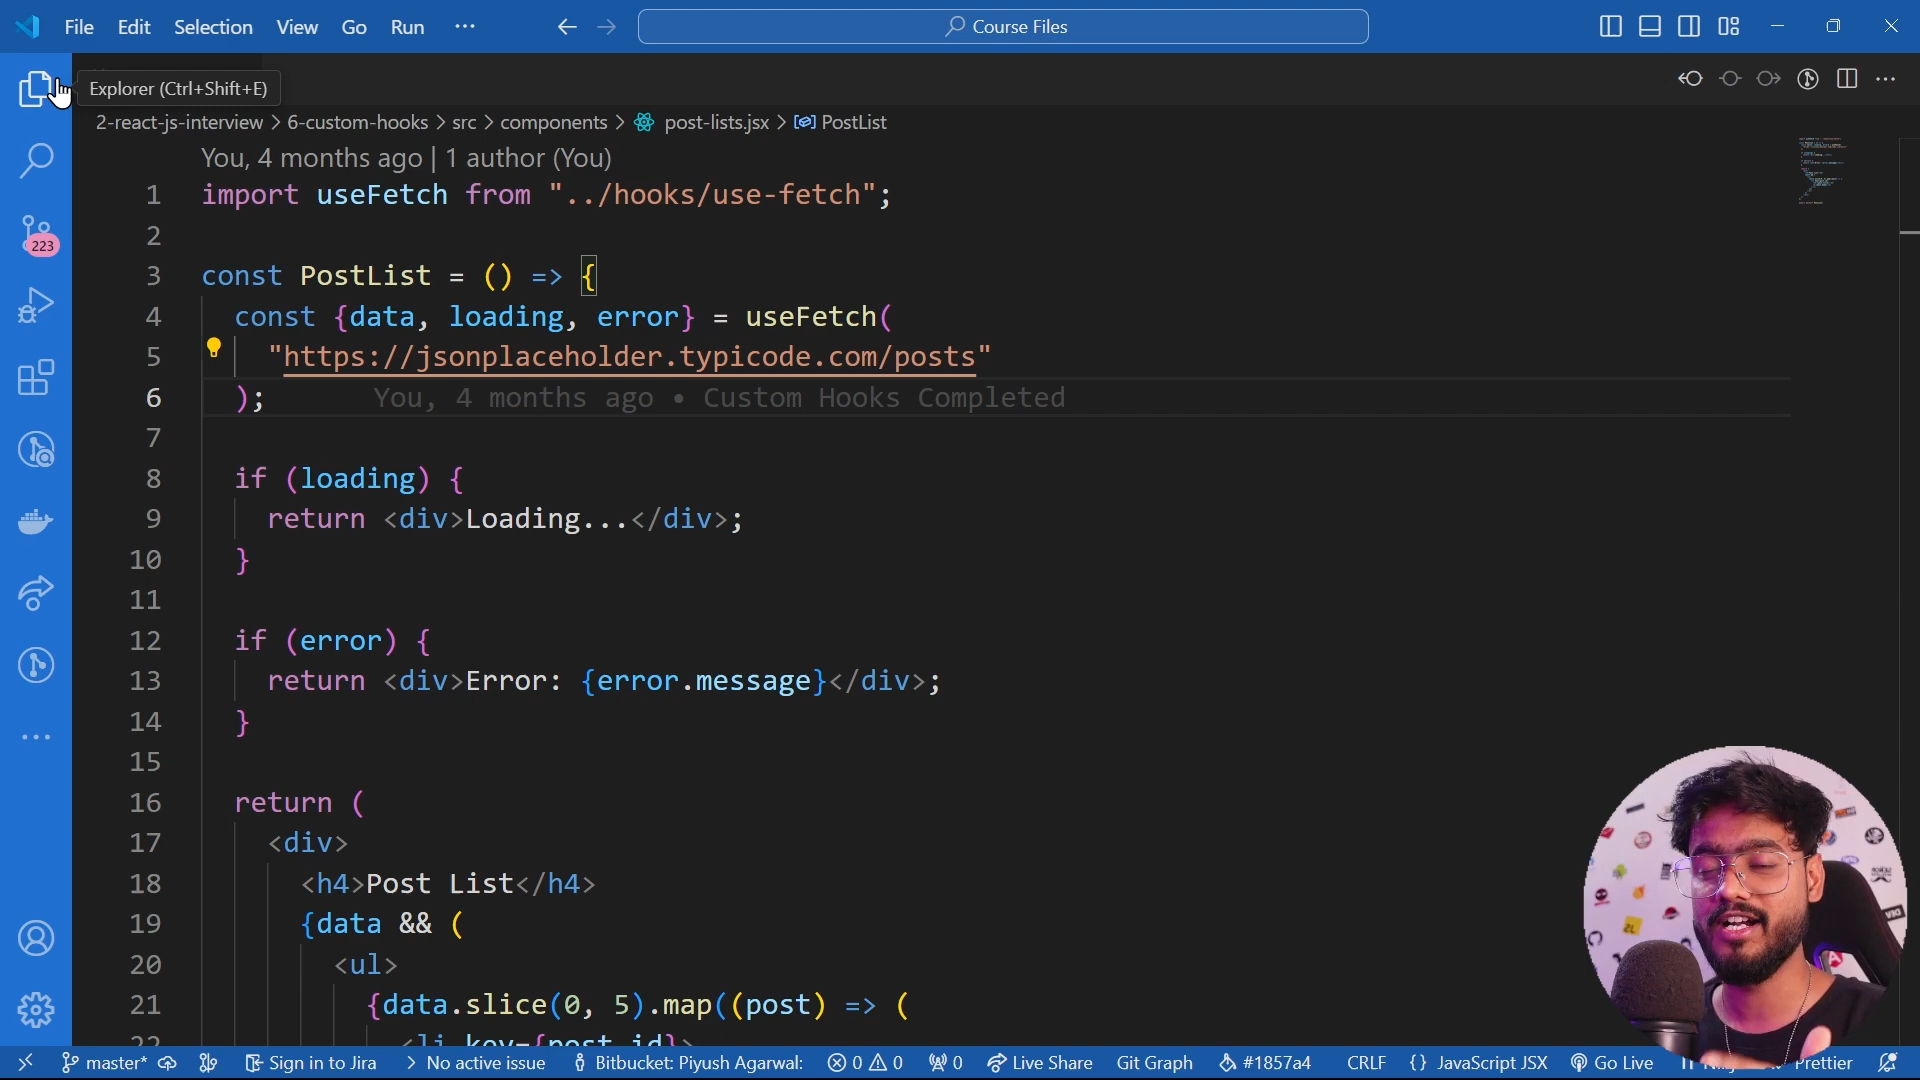 File Edit Selection View Go Run ···
Course Files
Explorer (Ctrl+Shift+E)
2-react-js-interview > 6-custom-hooks > src > components > post-lists.jsx > PostList
You, 4 months ago | 1 author (You)
1 import useFetch from "../hooks/use-fetch";
2
3 const PostList = () => {
4 const {data, loading, error} = useFetch(
5 "https://jsonplaceholder.typicode.com/posts"
6 ); You, 4 months ago • Custom Hooks Completed
7
8 if (loading) {
9 return <div>Loading...</div>;
10 }
11
12 if (error) {
13 return <div>Error: {error.message}</div>;
14 }
15
16 return (
17 <div>
18 <h4>Post List</h4>
19 {data && (
20 <ul>
21 {data.slice(0, 5).map((post) => (
22 <li key={post.id}>
223
master* Sign in to Jira > No active issue Bitbucket: Piyush Agarwal: 0 0 0 Live Share Git Graph #1857a4 CRLF {} JavaScript JSX Go Live Prettier